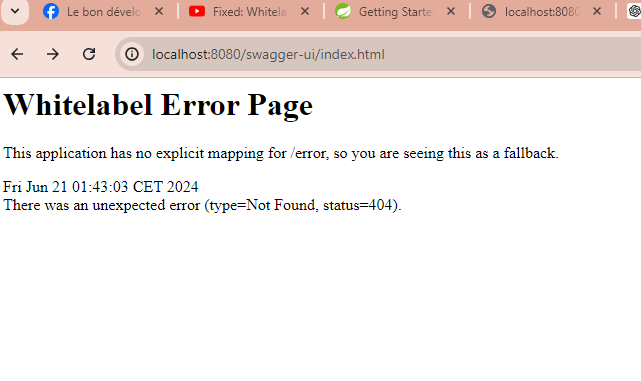 Le bon dévelo
Fixed: Whitela
Getting Starte
localhost:8080
localhost:8080/swagger-ui/index.html
Whitelabel Error Page
This application has no explicit mapping for /error, so you are seeing this as a fallback.
Fri Jun 21 01:43:03 CET 2024
There was an unexpected error (type=Not Found, status=404).